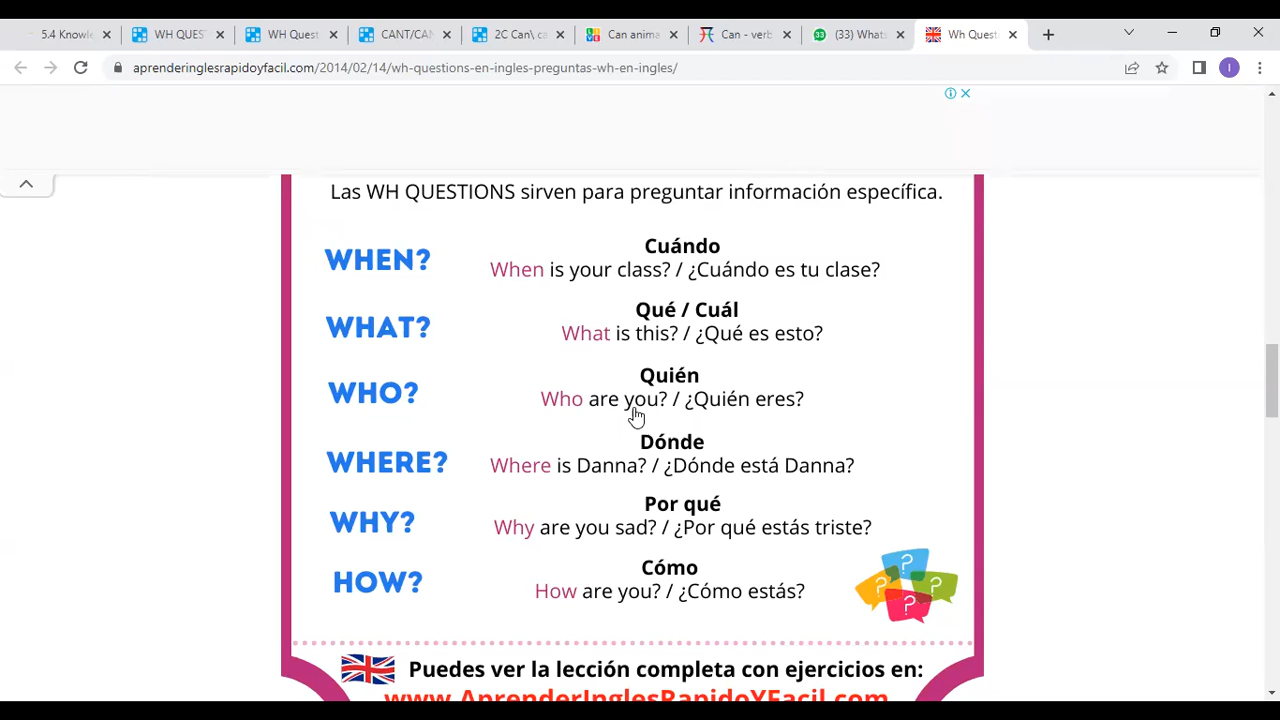 5.4 Knowle
WH QUES
WH Quest
CANT/CAN
2C Can\ ca
Can anima
Can - verb
(33) Whats
Wh Quest
aprenderinglesrapidoyfacil.com/2014/02/14/wh-questions-en-ingles-preguntas-wh-en-ingles/
I
Las WH QUESTIONS sirven para preguntar información específica.
WHEN?
Cuándo
When is your class? / ¿Cuándo es tu clase?
WHAT?
Qué / Cuál
What is this? / ¿Qué es esto?
WHO?
Quién
Who are you? / ¿Quién eres?
WHERE?
Dónde
Where is Danna? / ¿Dónde está Danna?
WHY?
Por qué
Why are you sad? / ¿Por qué estás triste?
HOW?
Cómo
How are you? / ¿Cómo estás?
Puedes ver la lección completa con ejercicios en:
www.AprenderInglesRapidoYFacil.com